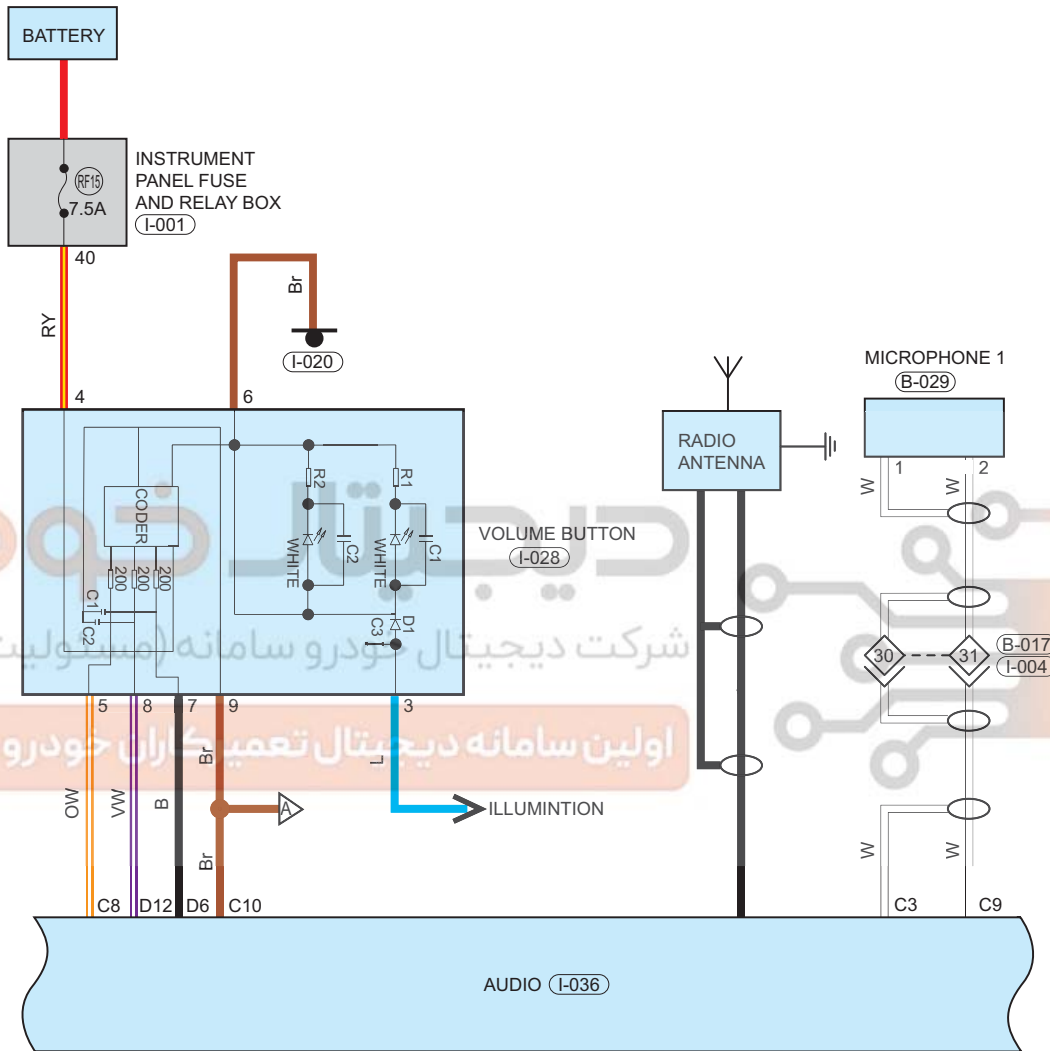 BATTERY
INSTRUMENT
PANEL FUSE
AND RELAY BOX
I-001
RF15
7.5A
40
RY
Br
I-020
4
6
MICROPHONE 1
B-029
RADIO
ANTENNA
1
2
W
W
CODER
200
200
200
C1
C2
R2
R1
WHITE
C2
WHITE
C1
D1
C3
VOLUME BUTTON
I-028
دیجیتال خودرو
شرکت دیجیتال خودرو سامانه (مسئولیت
اولین سامانه دیجیتال تعمیرکاران خودرو
30
31
B-017
I-004
5
8
7
9
3
OW
VW
B
Br
L
A
ILLUMINTION
Br
W
W
C8
D12
D6
C10
C3
C9
AUDIO
I-036